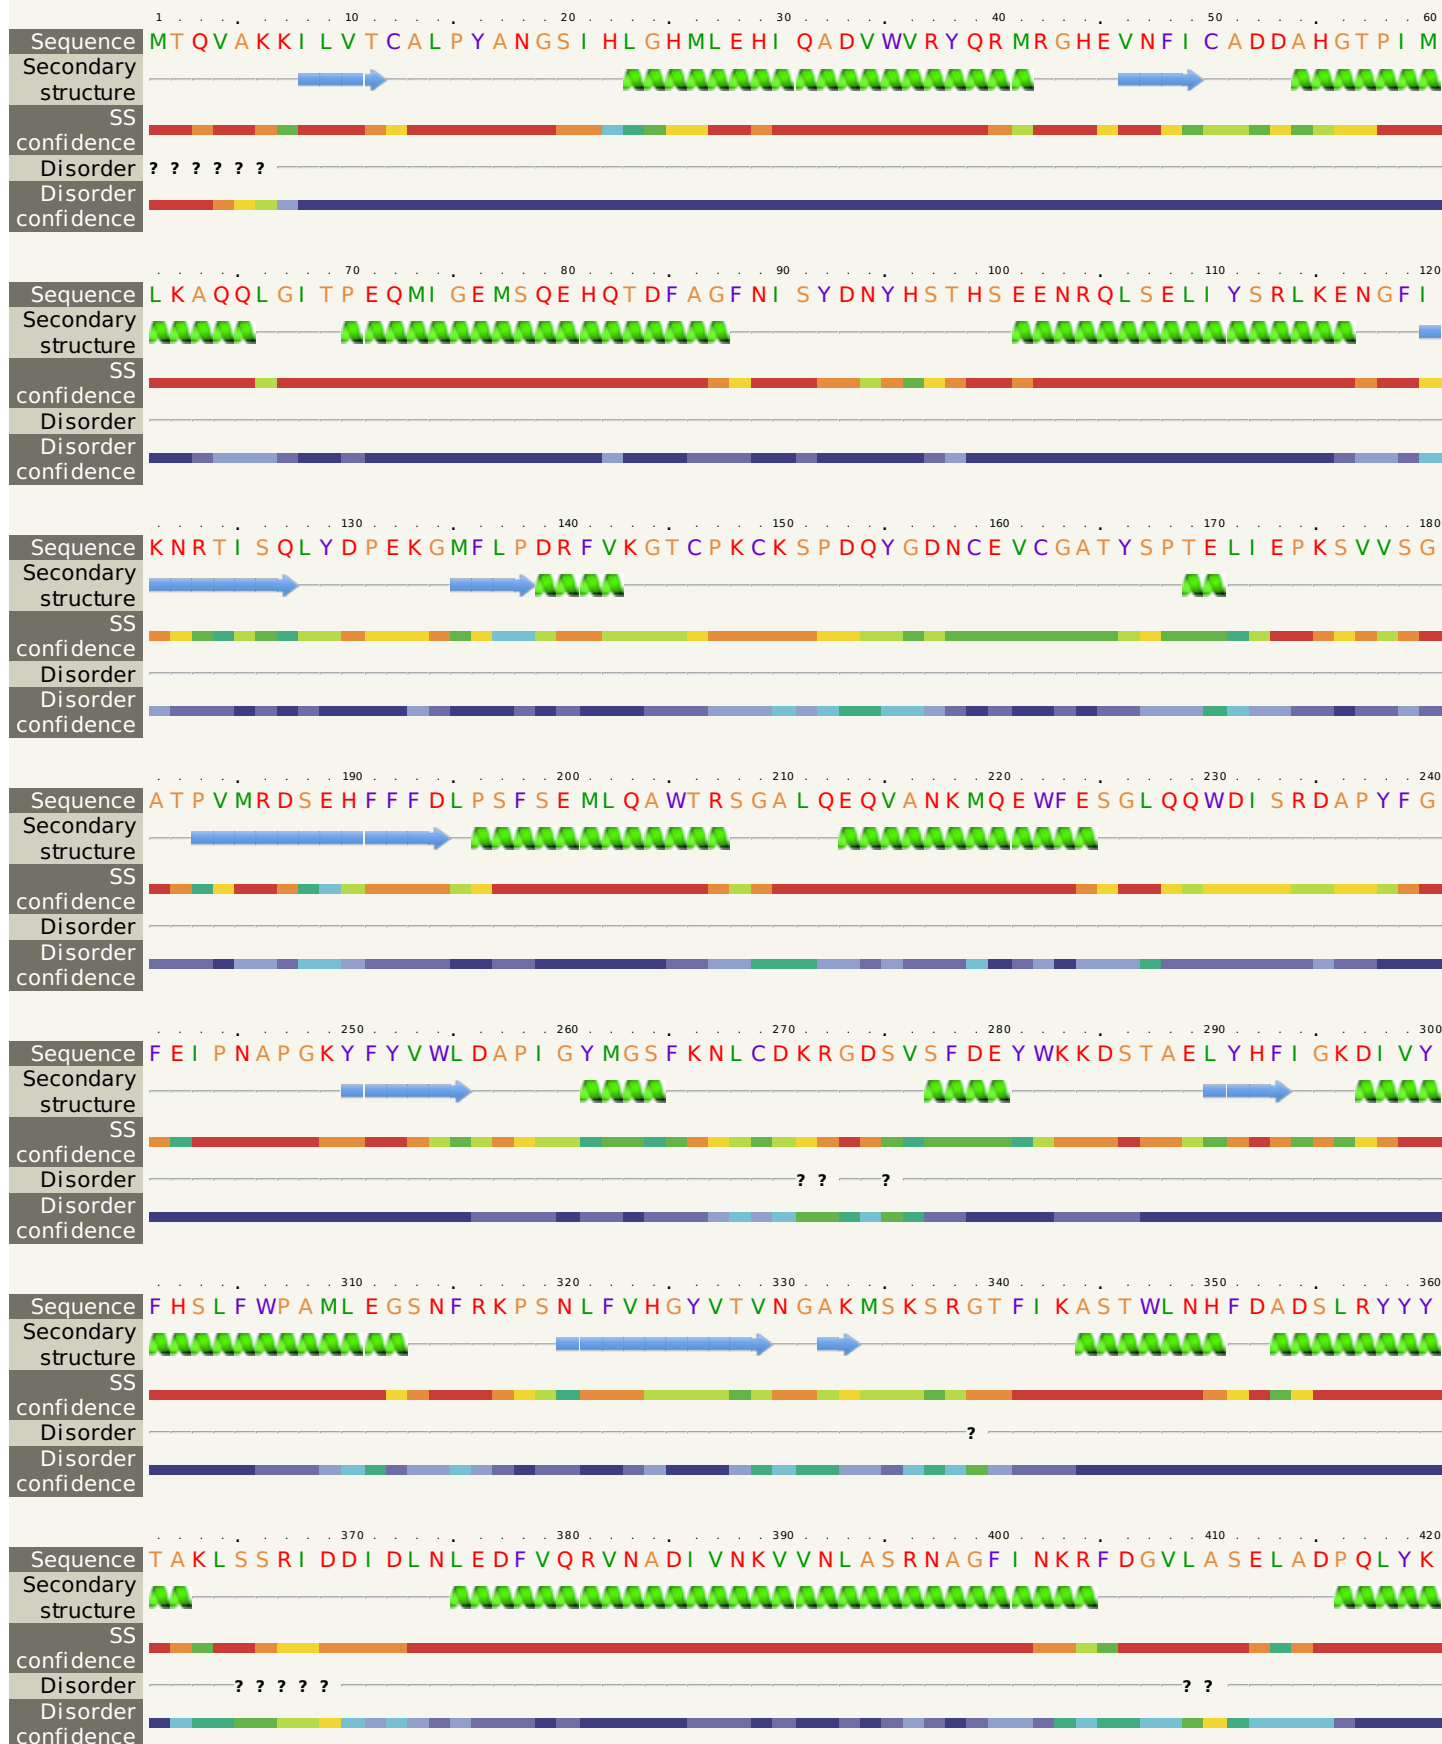 1 10 20 30 40 50 60
Sequence MTQVAKKILVTCALPYANGSIHLGHMLEHIQADVWVRYQRMRGHEVNFICADDAHGTPIM
Secondary
structure
SS
confidence
Disorder ? ? ? ? ? ?
Disorder
confidence
70 80 90 100 110 120
Sequence LKAQQLGITPEQMIGEMSQEHQTDFAGFNISYDNYHSTHSEENRQLSELIYSRLKENGFI
Secondary
structure
SS
confidence
Disorder
Disorder
confidence
130 140 150 160 170 180
Sequence KNRTISQLYDPEKGMFLPDRFVKGTCPKCKSPDQYGDNCEVCGATYSPTELIEPKSVVSG
Secondary
structure
SS
confidence
Disorder
Disorder
confidence
190 200 210 220 230 240
Sequence ATPVMRDSEHFFFDLPSFSEMLQAWTRSGALQEQVANKMQEWFESGLQQWDISRDAPYFG
Secondary
structure
SS
confidence
Disorder
Disorder
confidence
250 260 270 280 290 300
Sequence FEIPNAPGKYFYVWLDAPIGYMGSFKNLCDKRGDSVSFDEYWKKDSTAELYHFIGKDIVY
Secondary
structure
SS
confidence
Disorder ? ? ?
Disorder
confidence
310 320 330 340 350 360
Sequence FHSLFWPAMLEGSNFRKPSNLFVHGYVTVNGAKMSKSRGTFIKASTWLNHFDADSLRYYY
Secondary
structure
SS
confidence
Disorder ?
Disorder
confidence
370 380 390 400 410 420
Sequence TAKLSSRIDDIDLNLEDFVQRVNADIVNKVVNLASRNAGFINKRFDGVLASELADPQLYK
Secondary
structure
SS
confidence
Disorder ? ? ? ? ? ? ?
Disorder
confidence